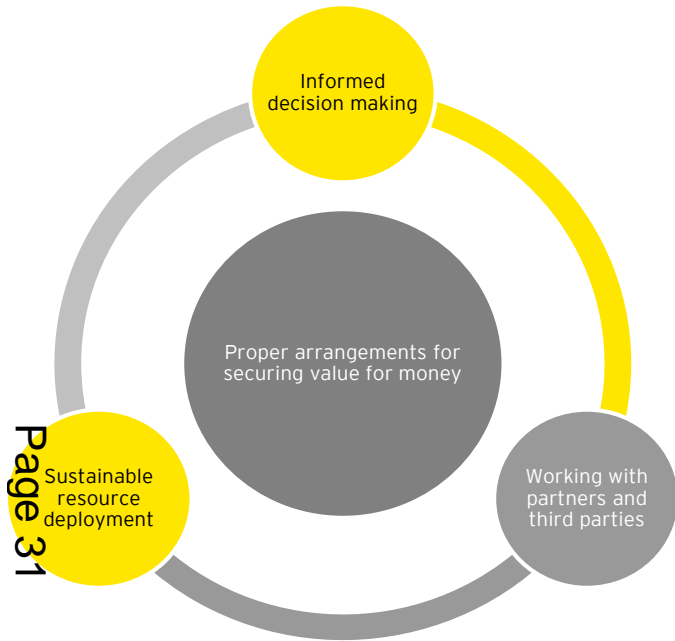 Informed
decision making
Proper arrangements for
securing value for money
Sustainable
resource
deployment
Working with
partners and
third parties
Page 31